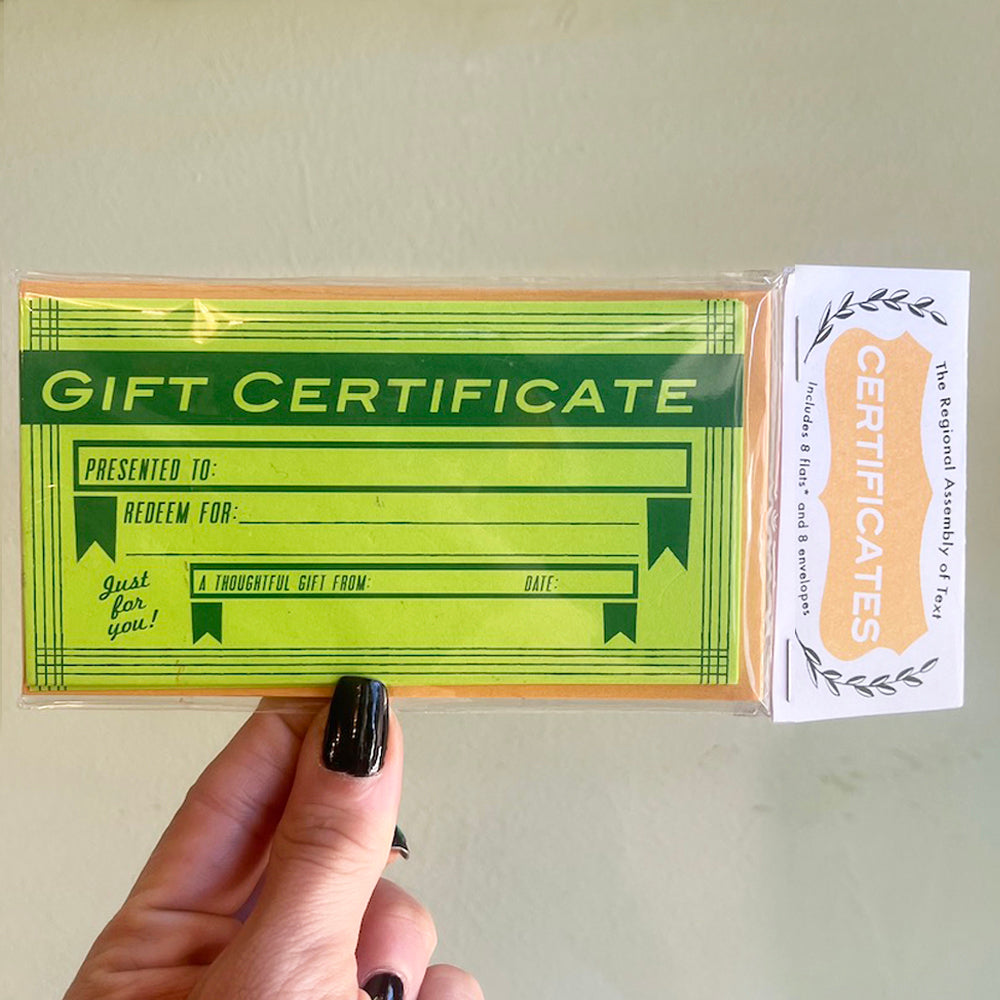 GIFT CERTIFICATE
PRESENTED TO:
REDEEM FOR:
A THOUGHTFUL GIFT FROM: DATE:
Just
for
you!
The Regional Assembly of Text
CERTIFICATES
Includes 8 flats* and 8 envelopes